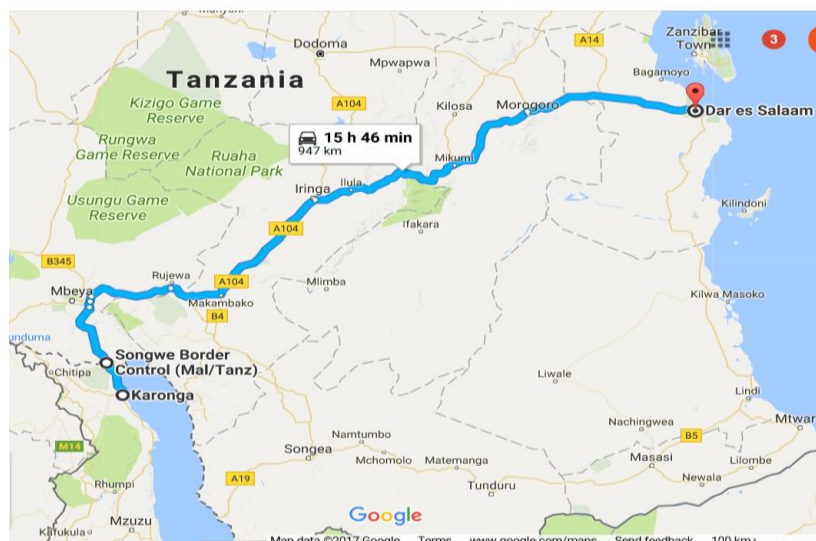 Zanzibar
Town
3
A14
Dodoma
Mpwapwa
Bagamoyo
Tanzania
Kizigo Game
Reserve
A104
Kilosa
Morogoro
Dar es Salaam
Rungwa
Game Reserve
Ruaha
National Park
15 h 46 min
947 km
Mikumi
Usungu Game
Reserve
Iringa
Ilula
Kilindoni
A104
Ifakara
B345
Rujewa
A104
Mlimba
Mbeya
Makambako
B4
Kilwa Masoko
unduma
Songwe Border
Control (Mal/Tanz)
Chitipa
Karonga
Liwale
Lindi
Mtwar
M14
Namtumbo
Nachingwea
B5
Songea
Mchomolo
Matemanga
Masasi
Lilombe
A19
Tunduru
Newala
Rhumpi
Google
Mzuzu
Kafukula
Map data ©2017 Google Terms www.google.com/maps Send feedback 100 km